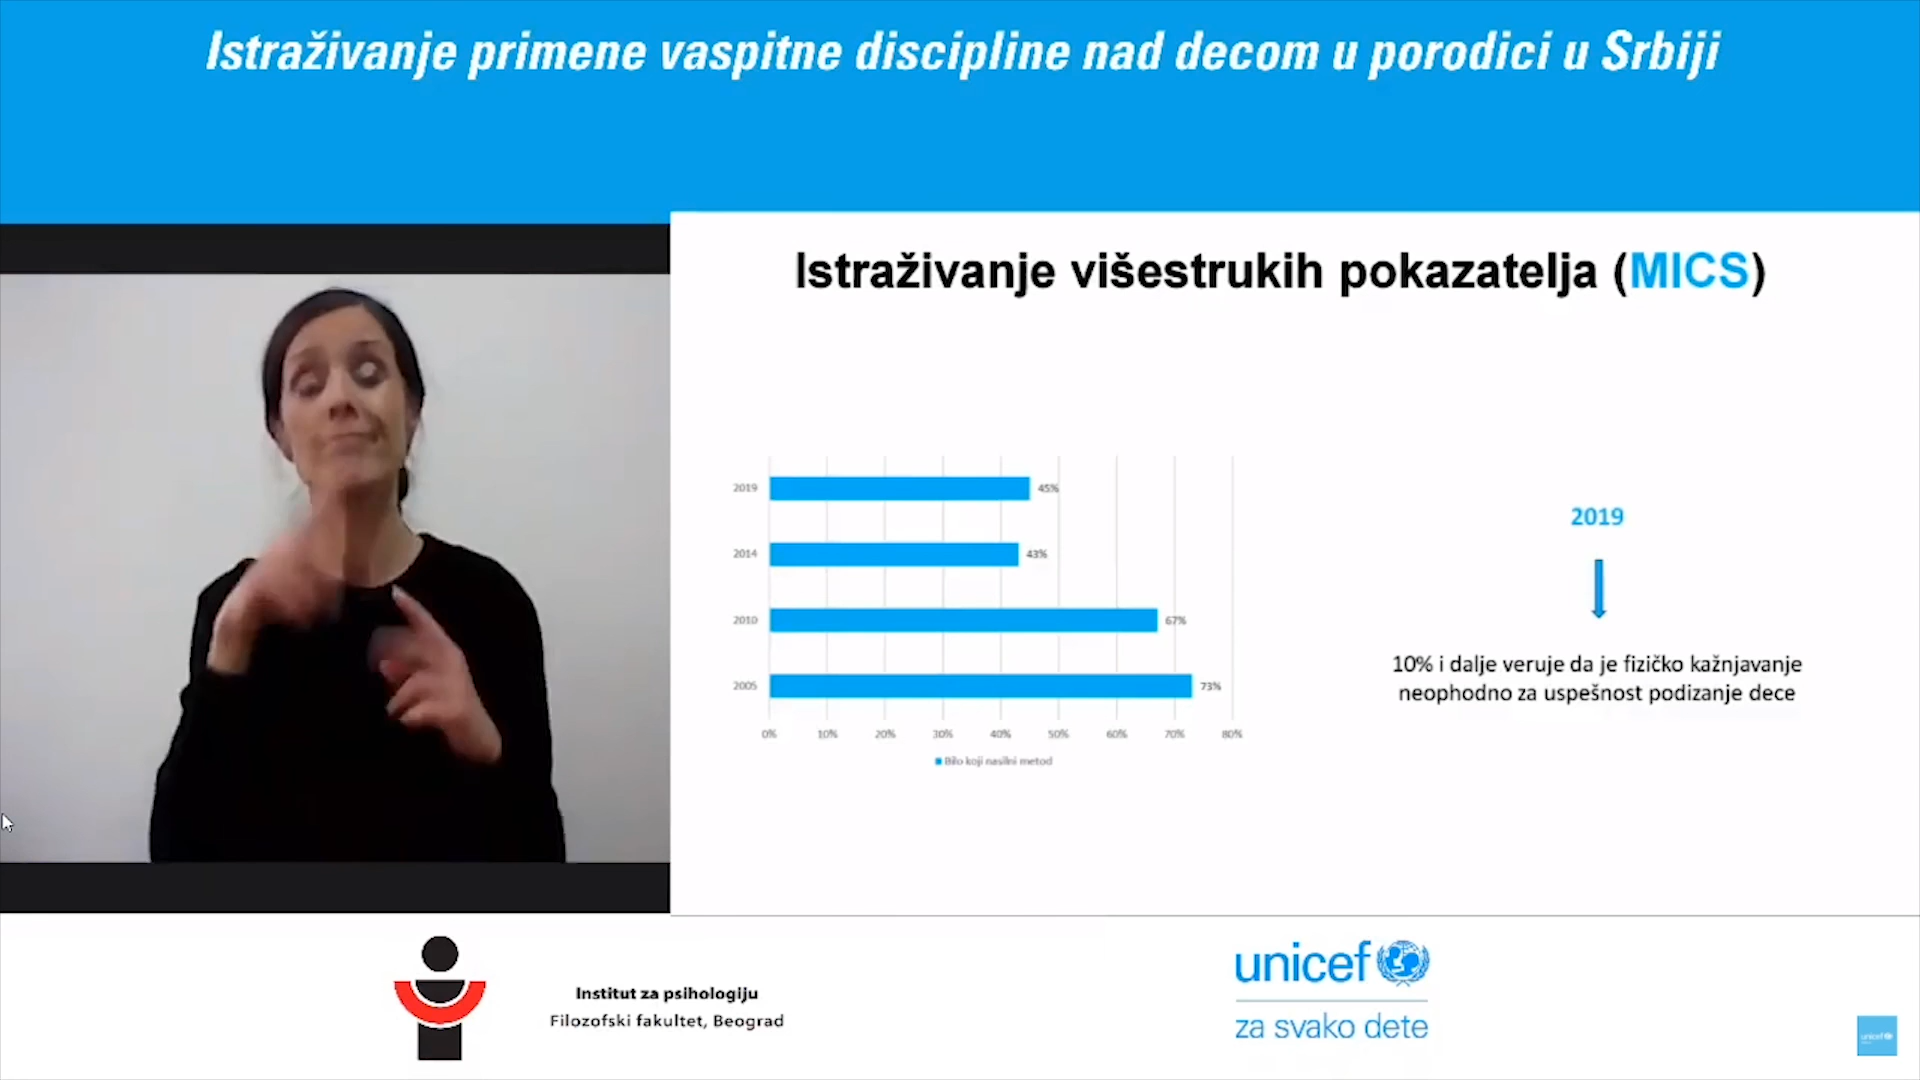 Istraživanje primene vaspitne discipline nad decom u porodici u Srbiji
Istraživanje višestrukih pokazatelja (MICS)
2019
45%
2014
43%
2010
67%
2005
73%
0%
10%
20%
30%
40%
50%
60%
70%
80%
Bilo koji nasilni metod
2019
10% i dalje veruje da je fizičko kažnjavanje
neophodno za uspešnost podizanje dece
Institut za psihologiju
Filozofski fakultet, Beograd
unicef
za svako dete
unicef